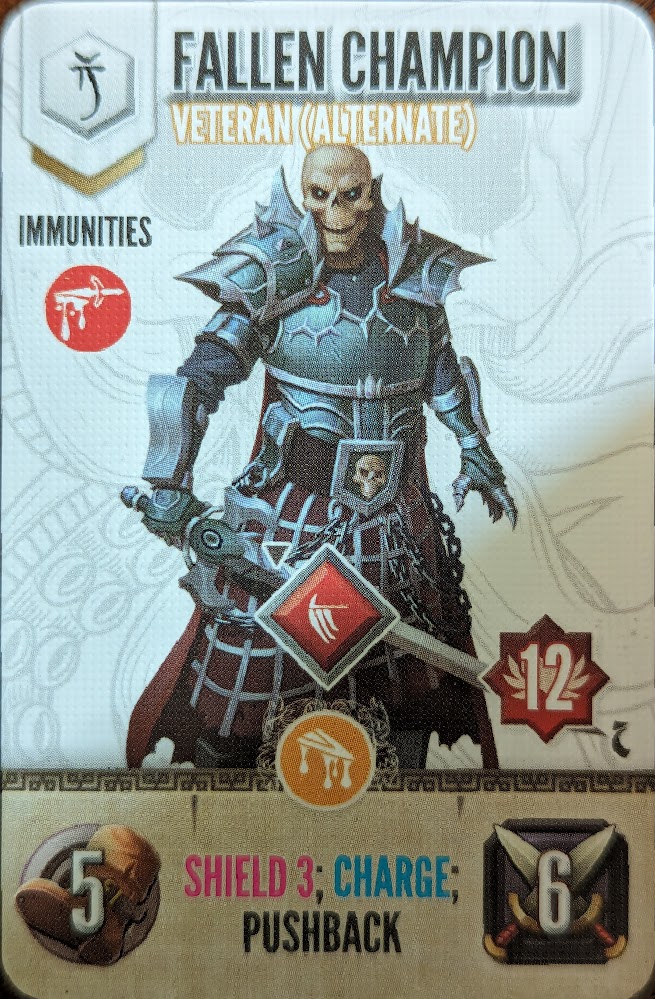 FALLEN CHAMPION
VETERAN (ALTERNATE)
IMMUNITIES
12
5
SHIELD 3; CHARGE;
PUSHBACK
6